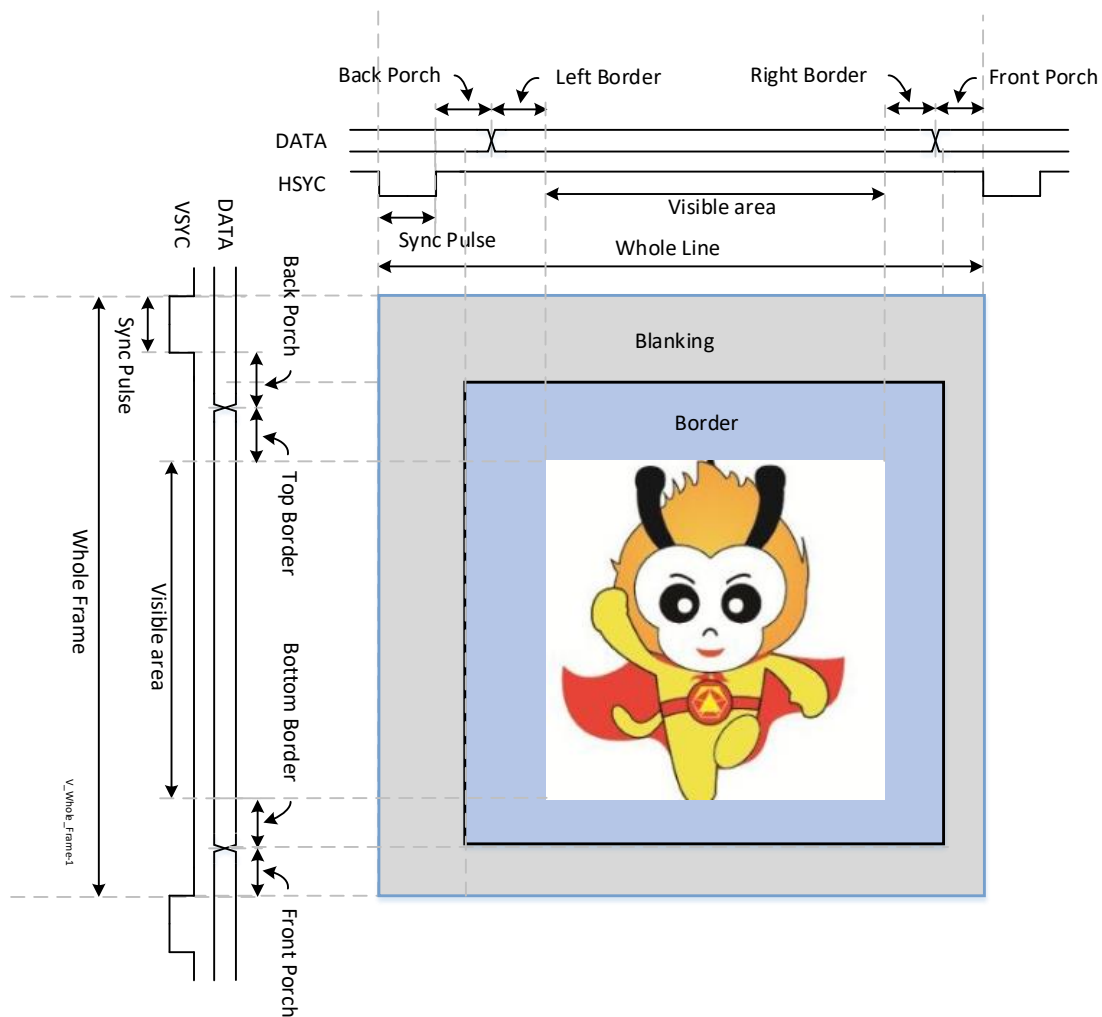 Back Porch
Left Border
Right Border
Front Porch
DATA
HSYC
Visible area
Sync Pulse
Whole Line
VSYC
DATA
Back Porch
Sync Pulse
Blanking
Border
Top Border
Whole Frame
Visible area
Bottom Border
V_Whole_Frame-1
Front Porch